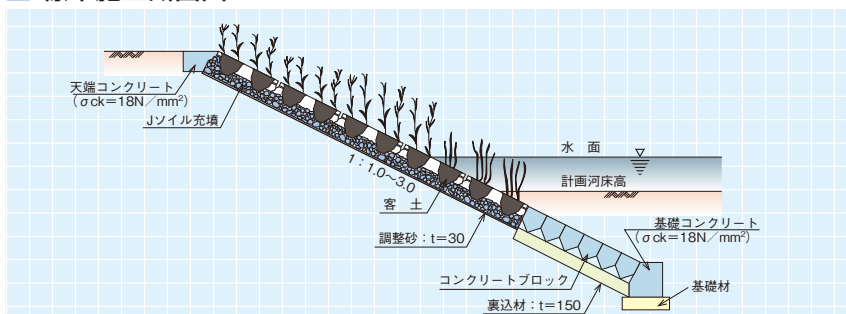 天端コンクリート
(σck=18N/mm²)
Jソイル充填
1:1.0~3.0
客 土
調整砂:t=30
水 面
計画河床高
基礎コンクリート
(σck=18N/mm²)
コンクリートブロック
裏込材:t=150
基礎材